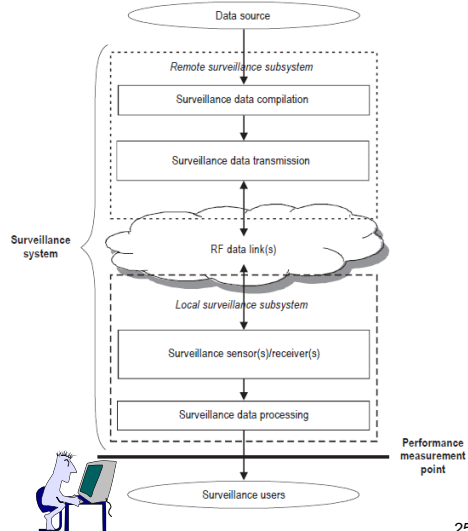 Data source
Remote surveillance subsystem
Surveillance data compilation
Surveillance data transmission
RF data link(s)
Surveillance
system
Local surveillance subsystem
Surveillance sensor(s)/receiver(s)
Surveillance data processing
Performance
measurement
point
Surveillance users
25